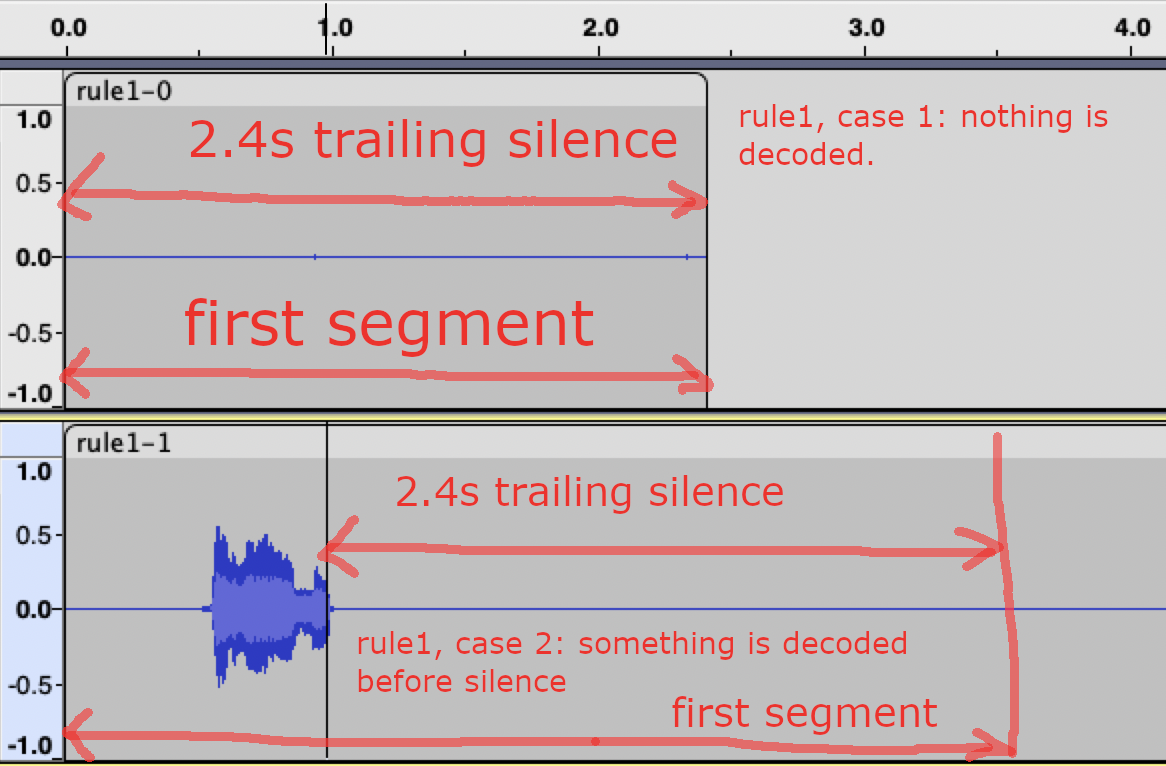 0.0 1.0 2.0 3.0 4.0
rule1-0
1.0
0.5
0.0
-0.5
-1.0
2.4s trailing silence
first segment
rule1, case 1: nothing is
decoded.
rule1-1
1.0
0.5
0.0
-0.5
-1.0
2.4s trailing silence
rule1, case 2: something is decoded
before silence
first segment